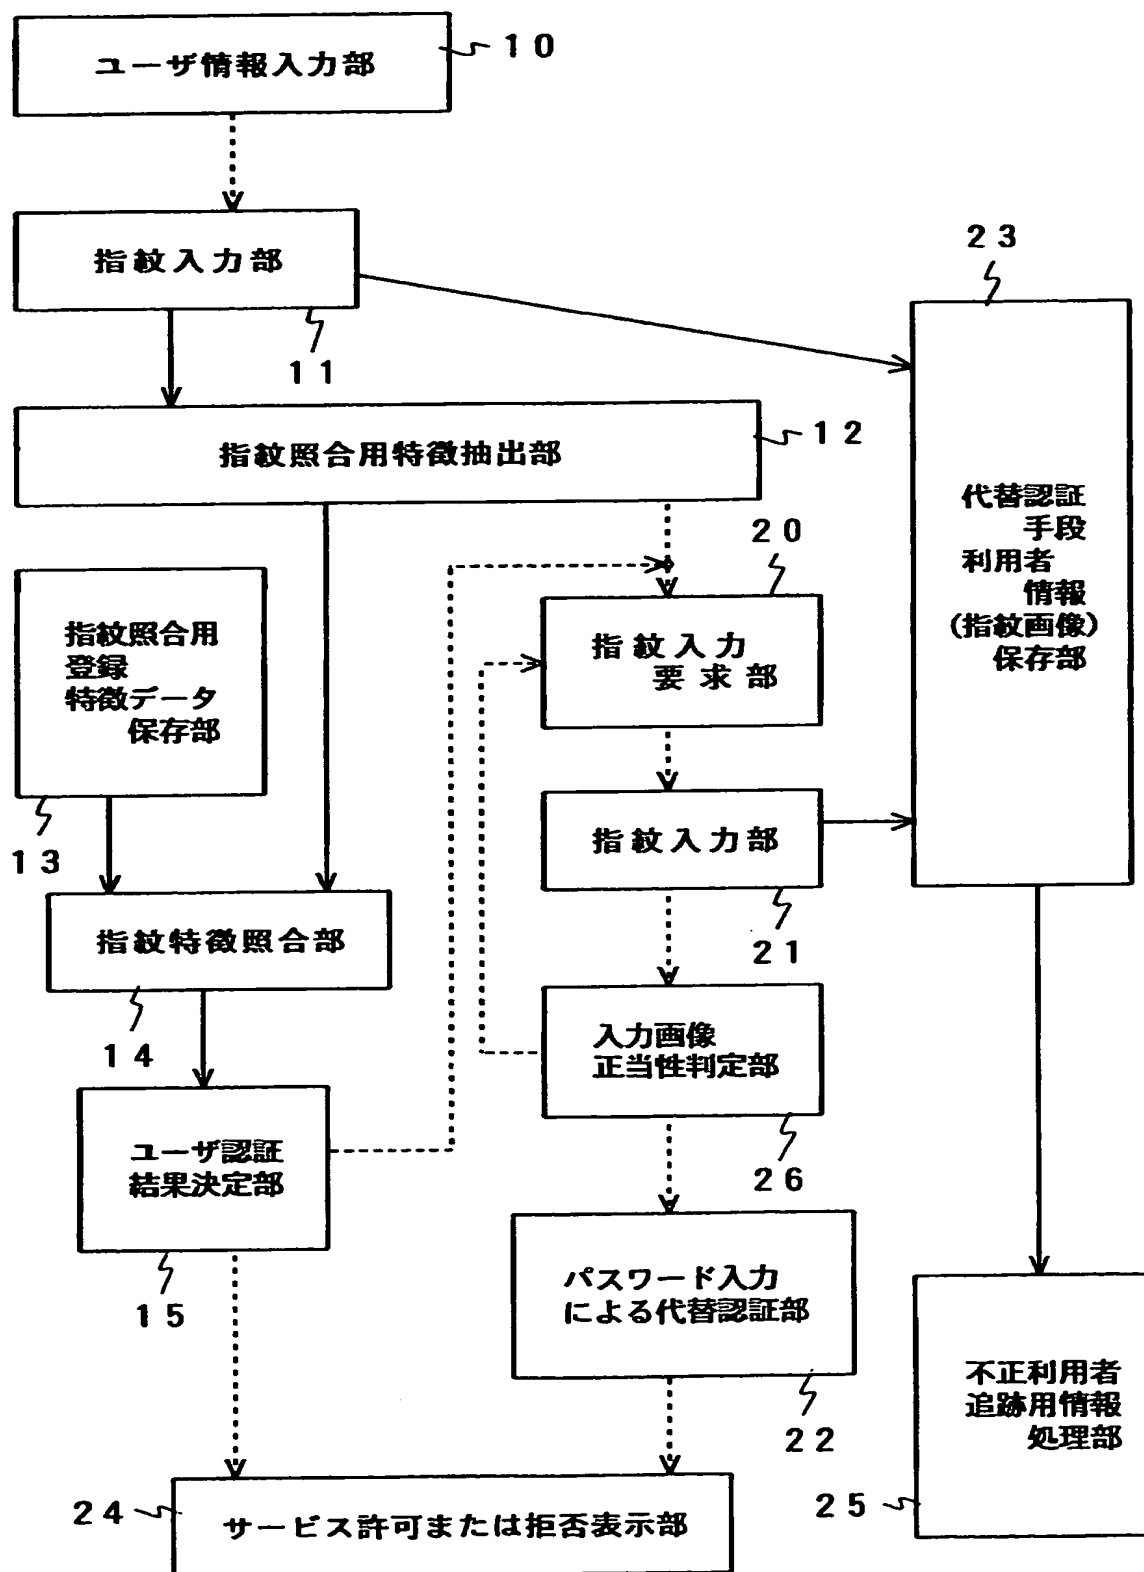 ユーザ情報入力部
10
指紋入力部
11
指紋照合用特徴抽出部
12
指紋照合用
登録
特徴データ
保存部
13
指紋特徴照合部
14
ユーザ認証
結果決定部
15
20
指紋入力
要求部
指紋入力部
21
入力画像
正当性判定部
26
パスワード入力
による代替認証部
22
23
代替認証
手段
利用者
情報
(指紋画像)
保存部
不正利用者
追跡用情報
処理部
25
24
サービス許可または拒否表示部